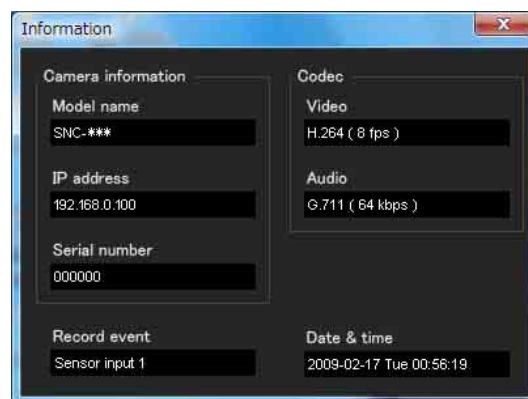 Information
Camera information
Model name
SNC-***
IP address
192.168.0.100
Serial number
000000
Codec
Video
H.264 ( 8 fps )
Audio
G.711 ( 64 kbps )
Record event
Sensor input 1
Date & time
2009-02-17 Tue 00:56:19